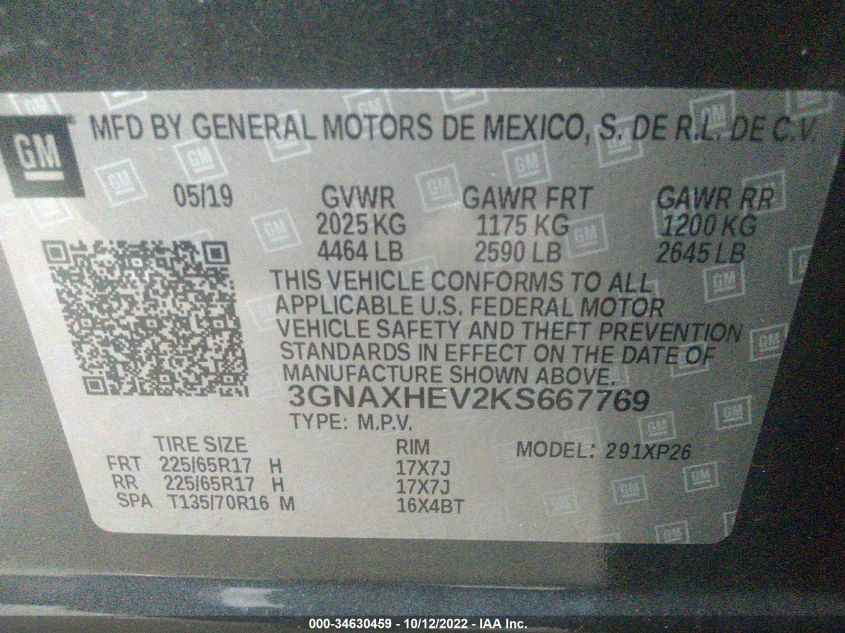 GM
MFD BY GENERAL MOTORS DE MEXICO, S. DE R.L. DE C.V.
05/19 GVWR GAWR FRT GAWR RR
2025 KG 1175 KG 1200 KG
4464 LB 2590 LB 2645 LB
THIS VEHICLE CONFORMS TO ALL
APPLICABLE U.S. FEDERAL MOTOR
VEHICLE SAFETY AND THEFT PREVENTION
STANDARDS IN EFFECT ON THE DATE OF
MANUFACTURE SHOWN ABOVE.
3GNAXHEV2KS667769
TYPE: M.P.V.
TIRE SIZE RIM MODEL: 291XP26
FRT 225/65R17 H 17X7J
RR 225/65R17 H 17X7J
SPA T135/70R16 M 16X4BT
000-34630459 - 10/12/2022 - IAA Inc.